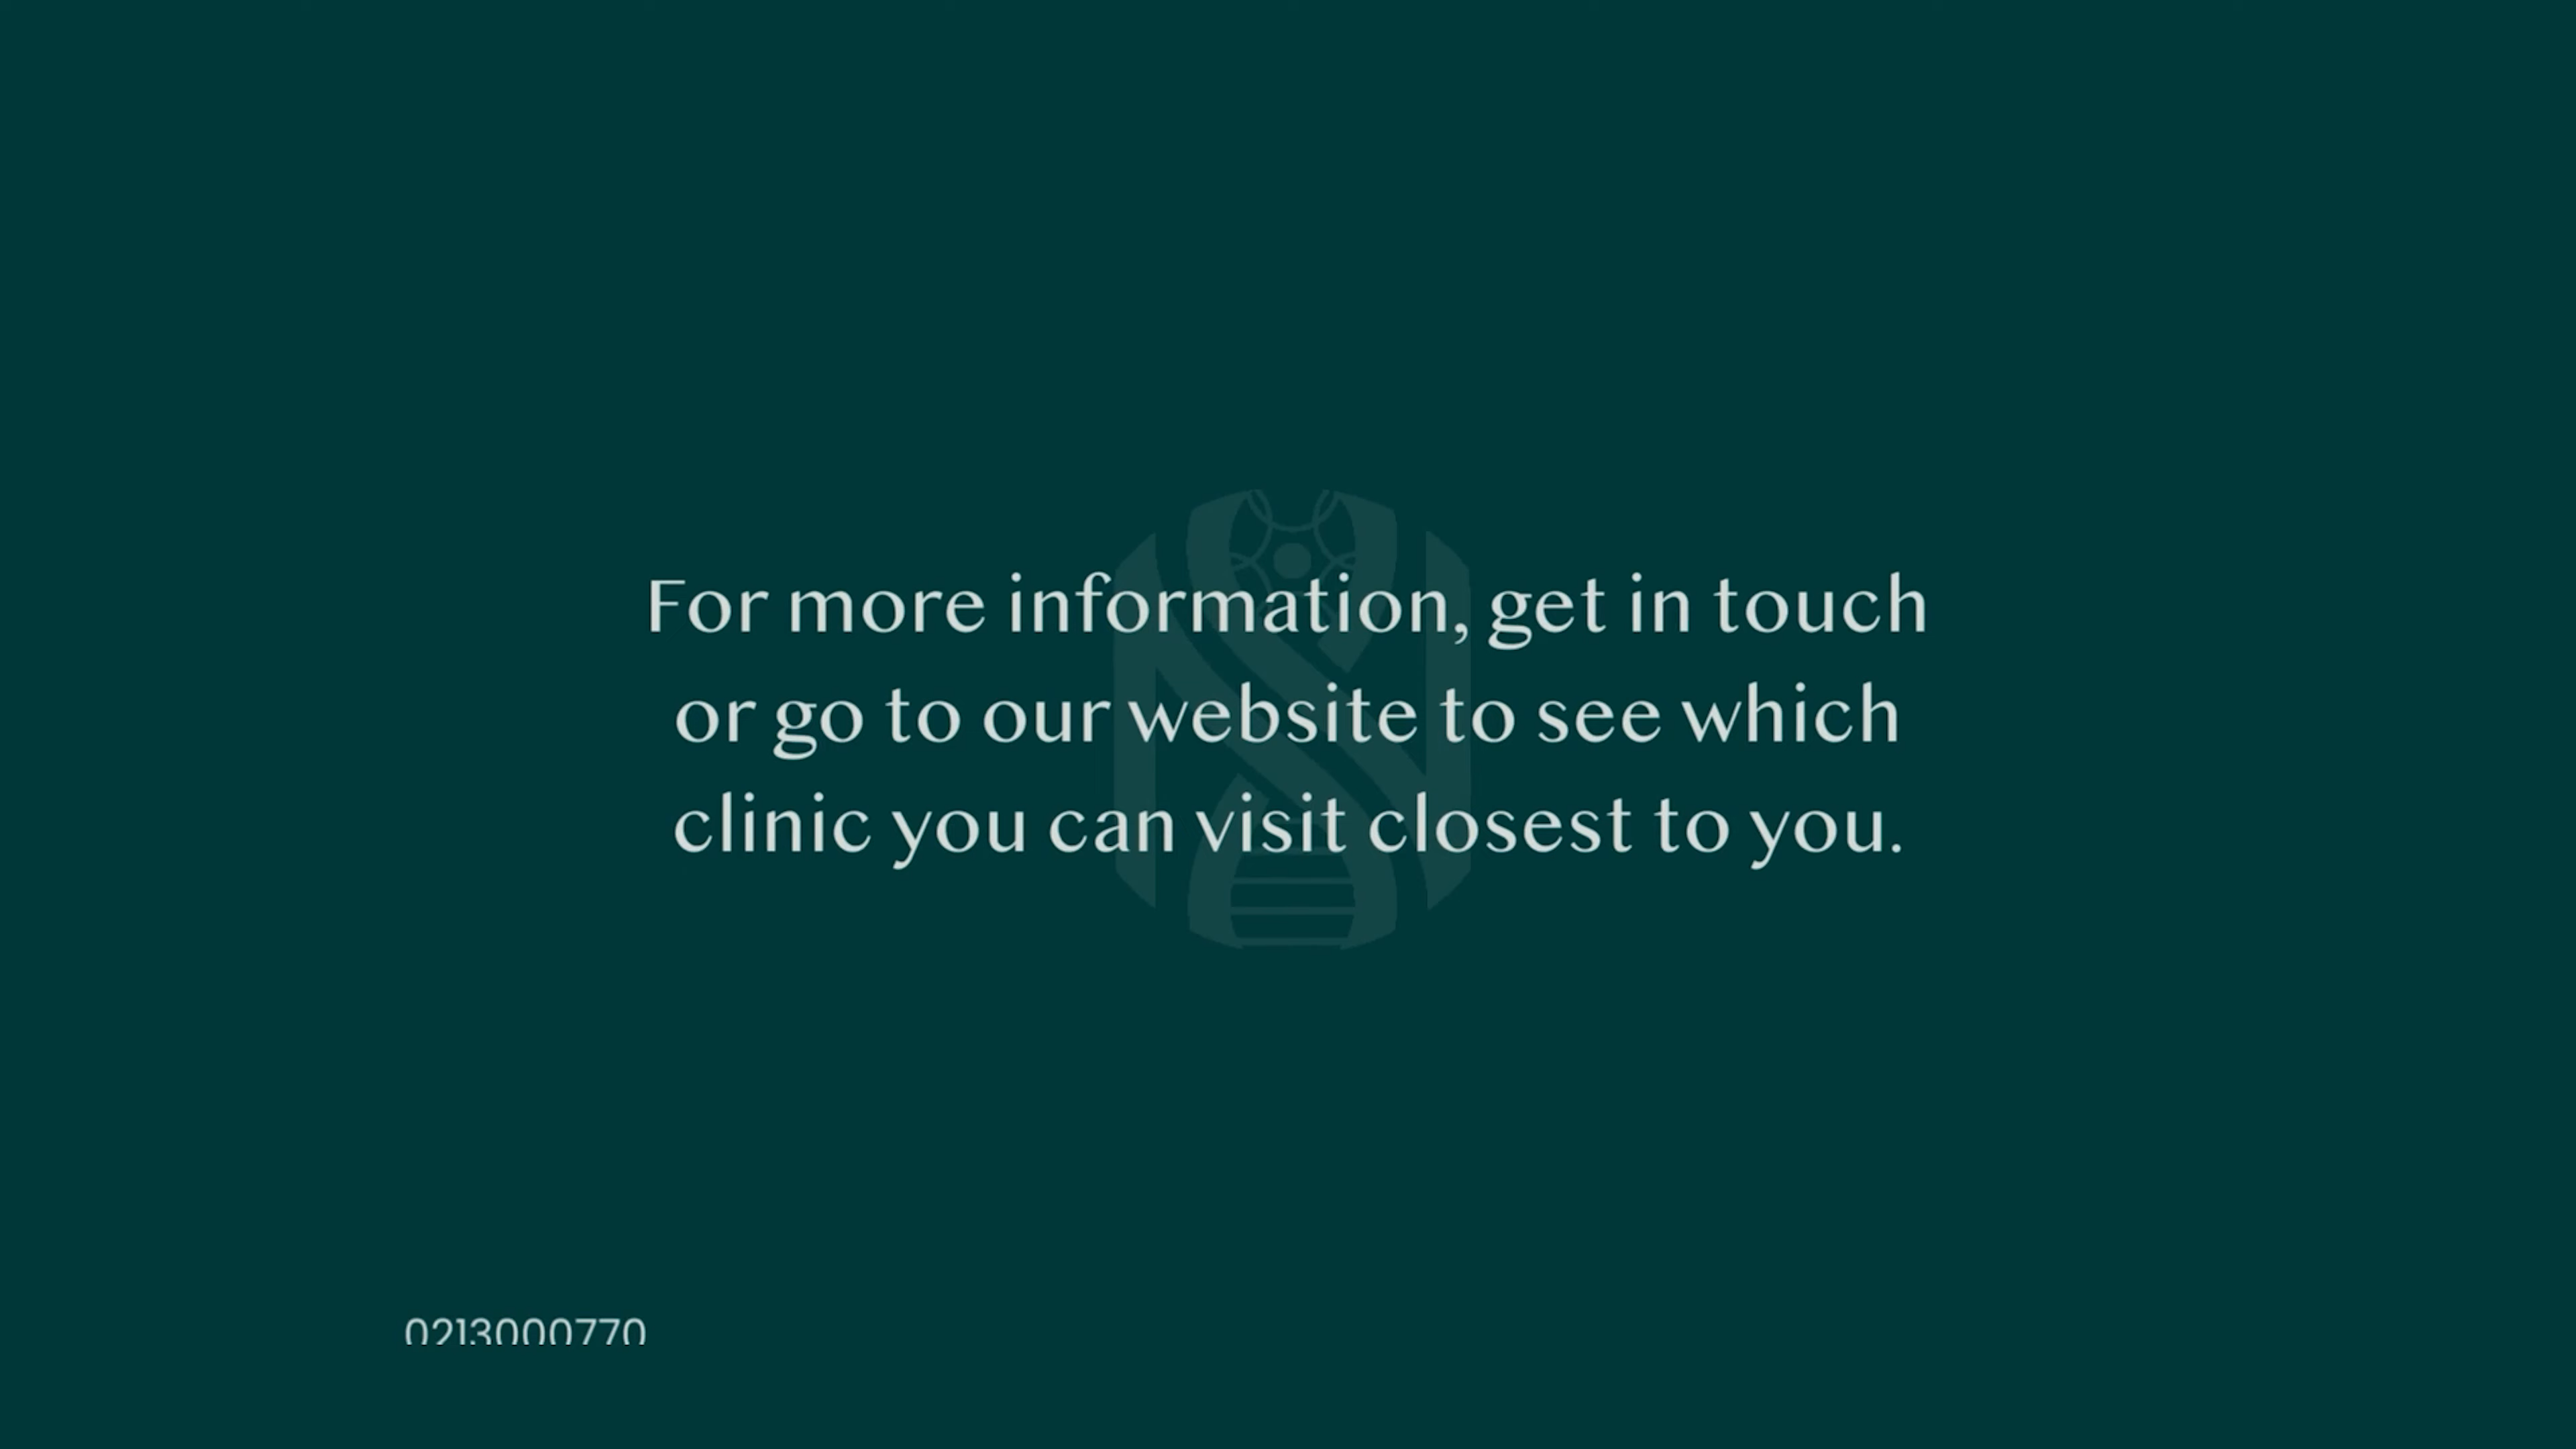 For more information, get in touch
or go to our website to see which
clinic you can visit closest to you.
0213000770